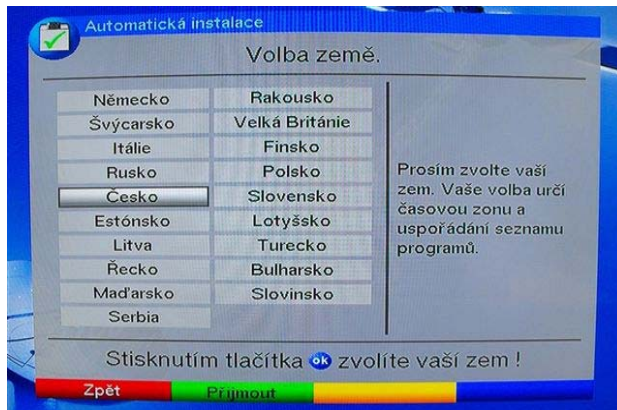 Automatická instalace
Volba země.
Německo
Rakousko
Švýcarsko
Velká Británie
Itálie
Finsko
Rusko
Polsko
Česko
Slovensko
Estónsko
Lotyšsko
Litva
Turecko
Řecko
Bulharsko
Maďarsko
Slovinsko
Serbia
Prosím zvolte vaší
zem. Vaše volba určí
časovou zonu a
uspořádání seznamu
programů.
Stisknutím tlačítka ok zvolíte vaší zem !
Zpět
Přijmout